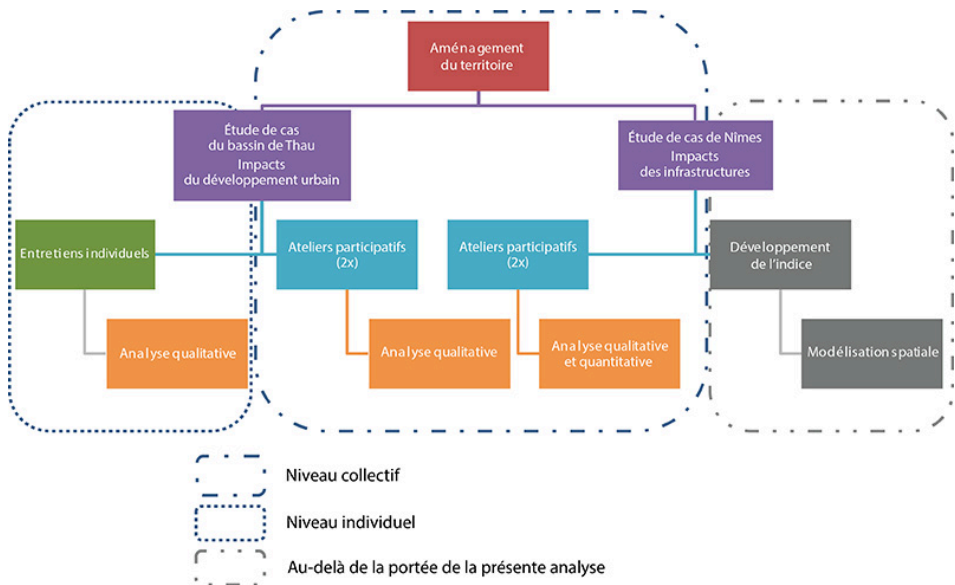 Aménagement
du territoire
Étude de cas
du bassin de Thau
Impacts
du développement urbain
Étude de cas de Nîmes
Impacts
des infrastructures
Entretiens individuels
Ateliers participatifs
(2x)
Ateliers participatifs
(2x)
Développement
de l'indice
Analyse qualitative
Analyse qualitative
Analyse qualitative
et quantitative
Modélisation spatiale
Niveau collectif
Niveau individuel
Au-delà de la portée de la présente analyse